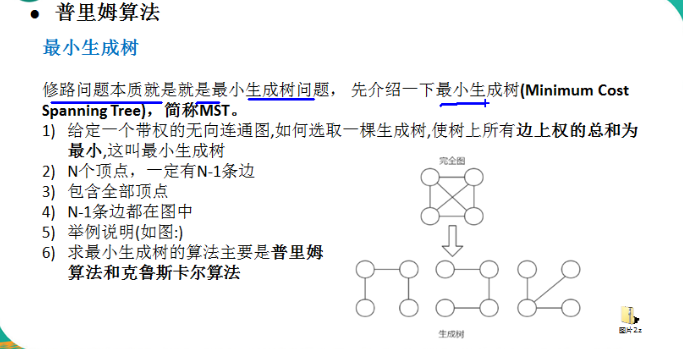 ● 普里姆算法
最小生成树
修路问题本质就是就是最小生成树问题， 先介绍一下最小生成树(Minimum Cost
Spanning Tree)，简称MST。
1) 给定一个带权的无向连通图,如何选取一棵生成树,使树上所有边上权的总和为
最小,这叫最小生成树
2) N个顶点，一定有N-1条边
3) 包含全部顶点
4) N-1条边都在图中
5) 举例说明(如图:)
6) 求最小生成树的算法主要是普里姆
算法和克鲁斯卡尔算法
完全图
生成树
图片2.z